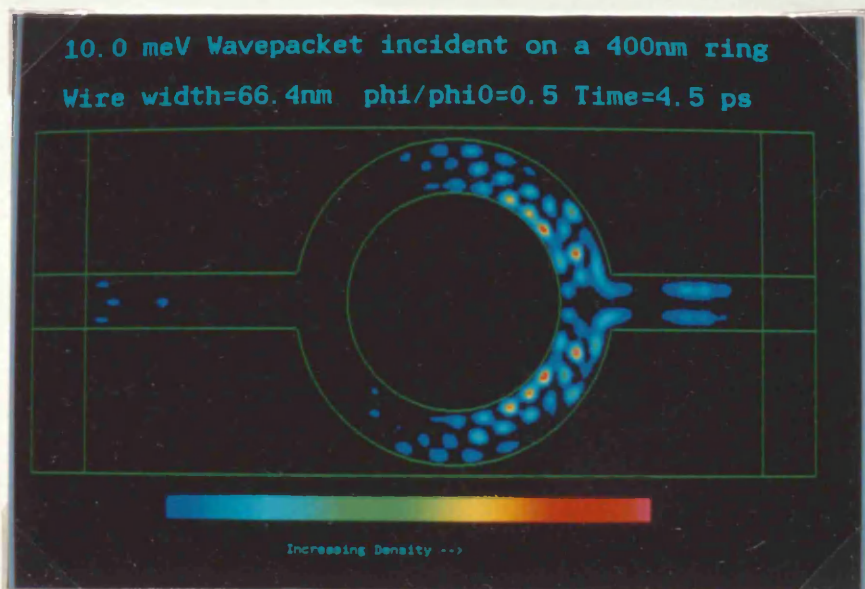 10.0 meV Wavepacket incident on a 400nm ring
Wire width=66.4nm phi/phi0=0.5 Time=4.5 ps
Increasing Density -->